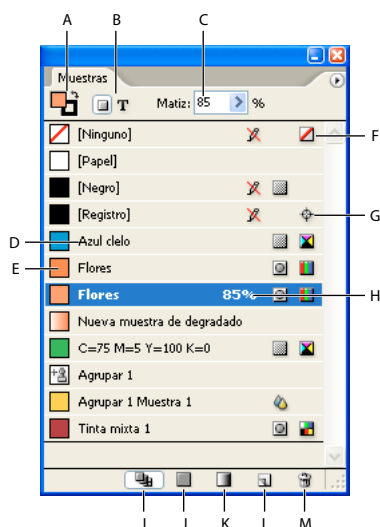 A
B
C
Muestras
T
Matiz: 85 %
[Ninguno]
F
[Papel]
[Negro]
[Registro]
G
D
Azul cielo
E
Flores
Flores 85%
H
Nueva muestra de degradado
C=75 M=5 Y=100 K=0
Agrupar 1
Agrupar 1 Muestra 1
Tinta mixta 1
I J K L M